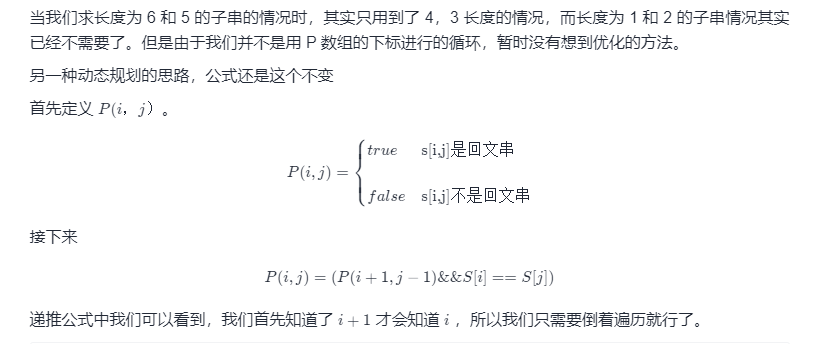 当我们求长度为 6 和 5 的子串的情况时，其实只用到了 4，3 长度的情况，而长度为 1 和 2 的子串情况其实
已经不需要了。但是由于我们并不是用 P 数组的下标进行的循环，暂时没有想到优化的方法。
另一种动态规划的思路，公式还是这个不变
首先定义 P(i，j）。
P(i, j) = { true s[i,j]是回文串
false s[i,j]不是回文串
接下来
P(i, j) = (P(i + 1, j − 1)&&S[i] == S[j])
递推公式中我们可以看到，我们首先知道了 i + 1 才会知道 i ，所以我们只需要倒着遍历就行了。